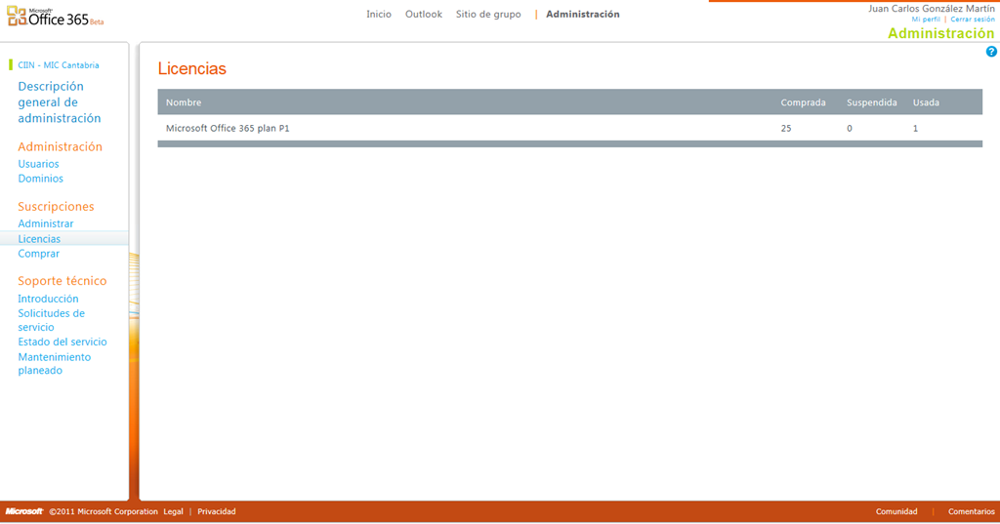 Microsoft®
Office 365 Beta
Inicio Outlook Sitio de grupo | Administración
Juan Carlos González Martín
Mi perfil | Cerrar sesión
Administración
?
CIIN - MIC Cantabria
Descripción
general de
administración
Administración
Usuarios
Dominios
Suscripciones
Administrar
Licencias
Comprar
Soporte técnico
Introducción
Solicitudes de
servicio
Estado del servicio
Mantenimiento
planeado
Licencias
Nombre Comprada Suspendida Usada
Microsoft Office 365 plan P1 25 0 1
Microsoft ©2011 Microsoft Corporation Legal | Privacidad Comunidad | Comentarios